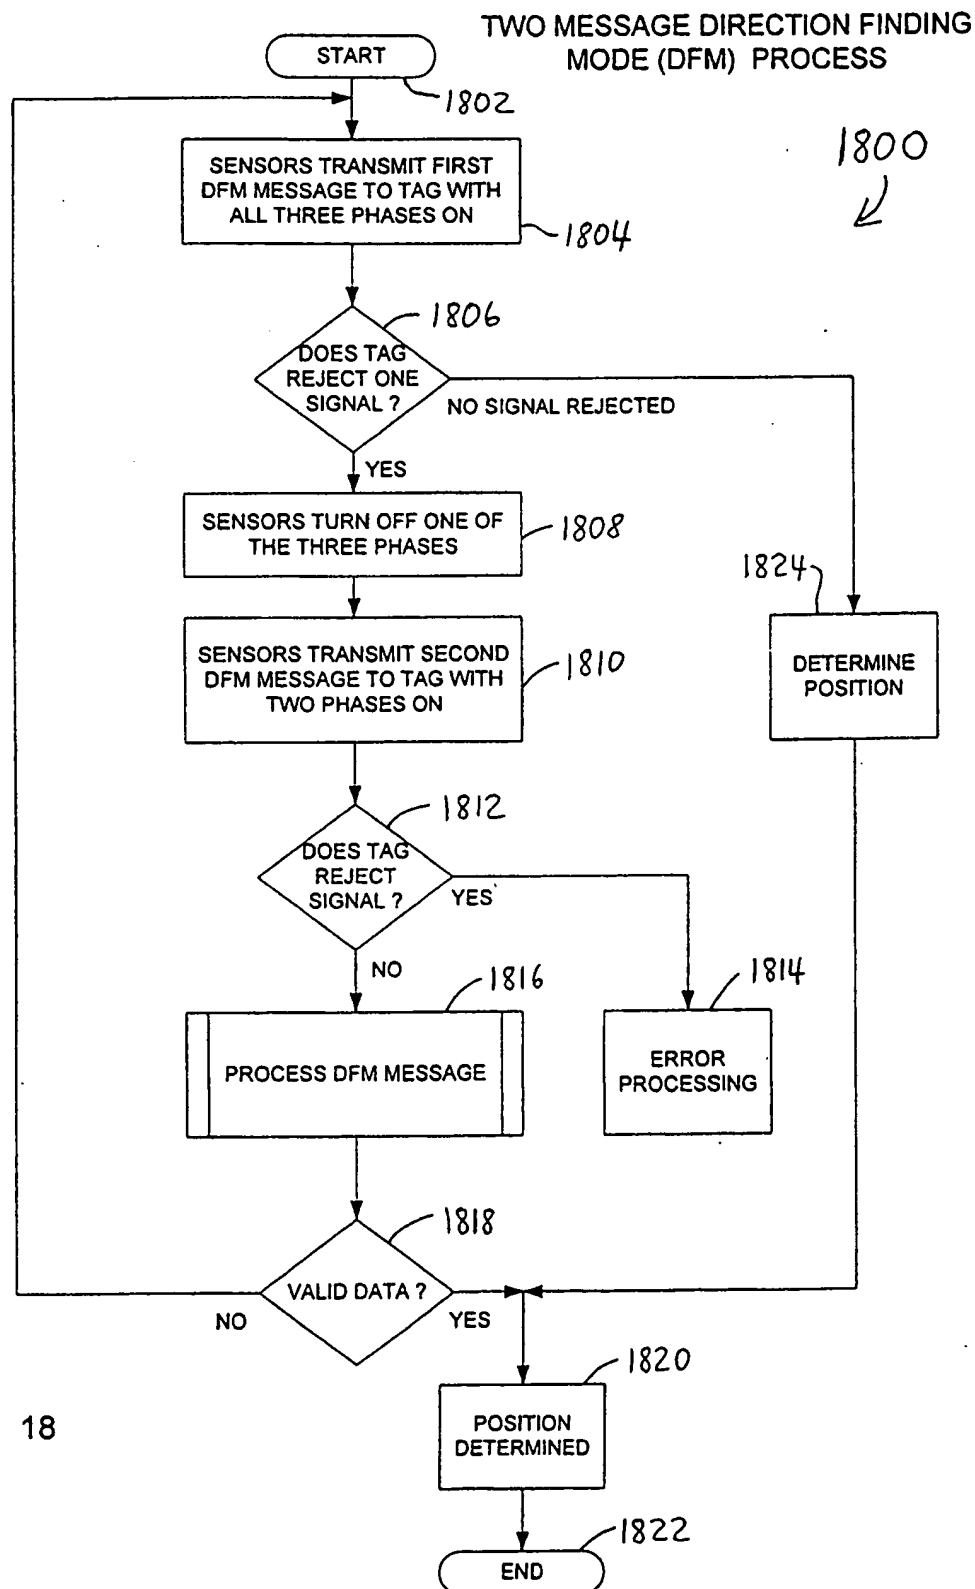 TWO MESSAGE DIRECTION FINDING
MODE (DFM) PROCESS
START
1802
1800
SENSORS TRANSMIT FIRST
DFM MESSAGE TO TAG WITH
ALL THREE PHASES ON
1804
1806
DOES TAG
REJECT ONE
SIGNAL ?
NO SIGNAL REJECTED
YES
SENSORS TURN OFF ONE OF
THE THREE PHASES
1808
1824
DETERMINE
POSITION
SENSORS TRANSMIT SECOND
DFM MESSAGE TO TAG WITH
TWO PHASES ON
1810
1812
DOES TAG
REJECT
SIGNAL ?
YES
NO
1816
PROCESS DFM MESSAGE
1814
ERROR
PROCESSING
1818
VALID DATA ?
NO
YES
1820
POSITION
DETERMINED
18
1822
END